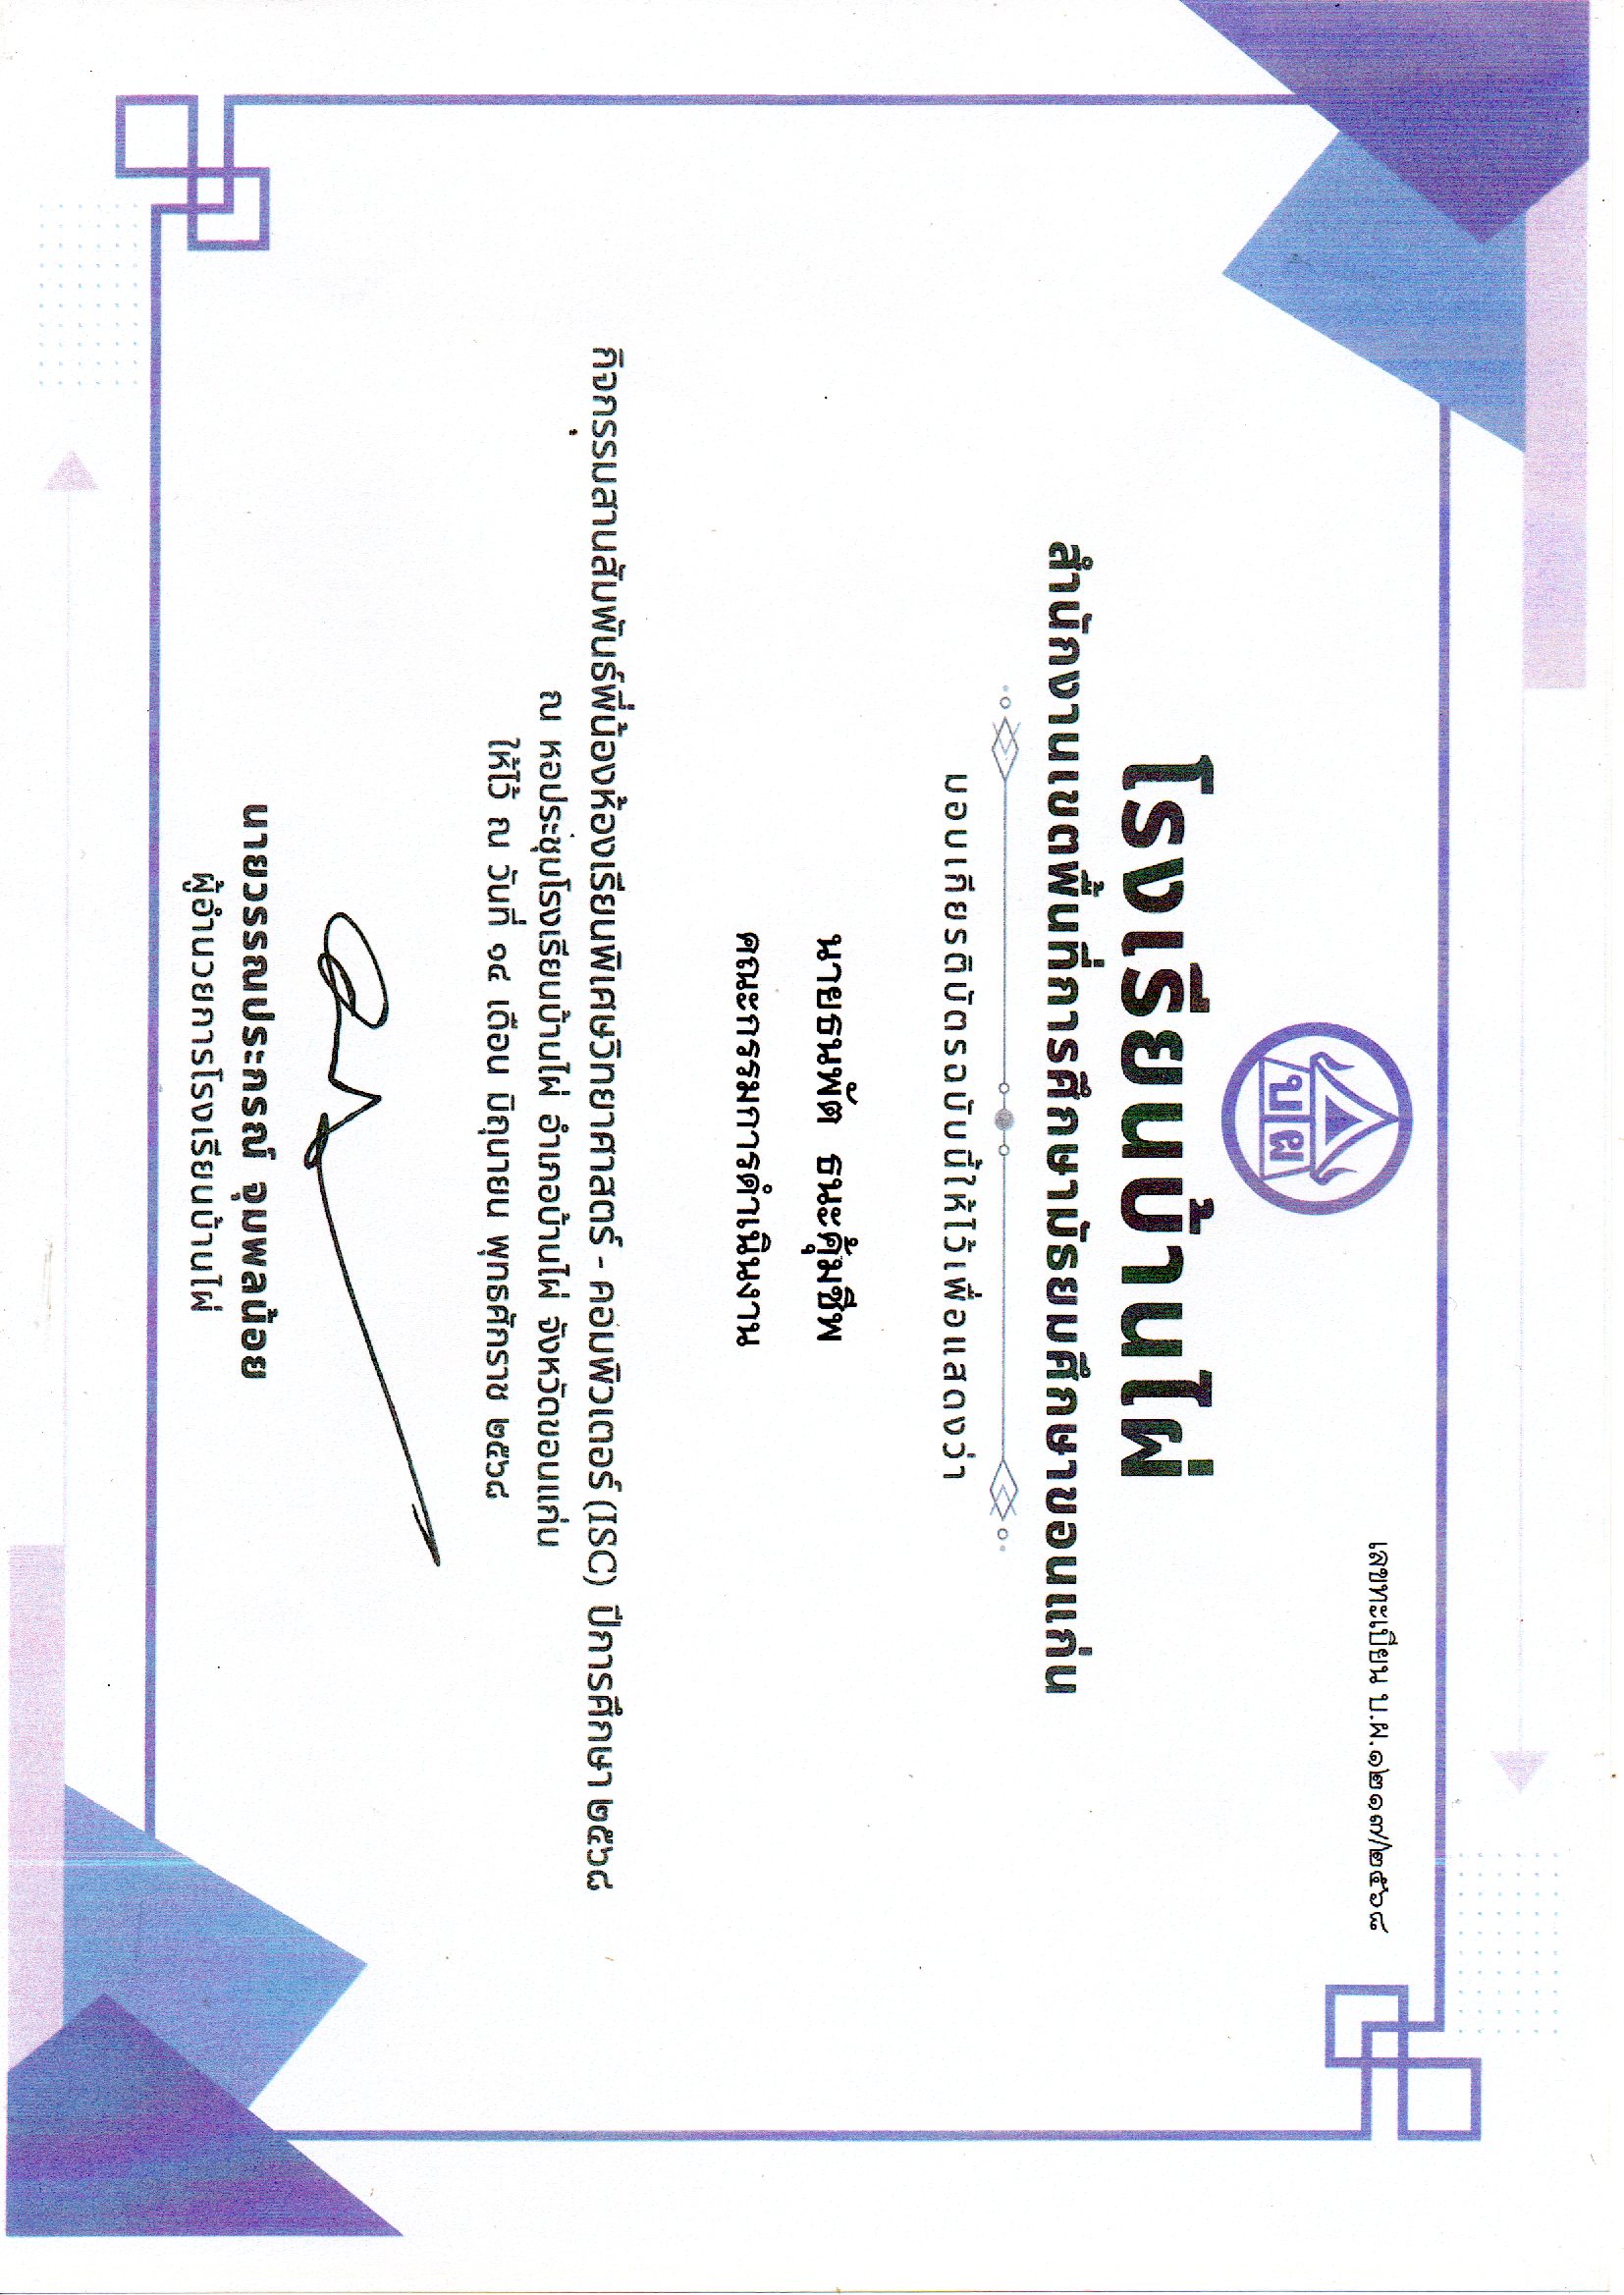 เลขทะเบียน บ.ผ.๑๒๑๗/๒๕๖๘
บผ
โรงเรียนบ้านไผ่
สำนักงานเขตพื้นที่การศึกษามัธยมศึกษาขอนแก่น
มอบเกียรติบัตรฉบับนี้ให้ไว้เพื่อแสดงว่า
นายธนพัต ธนะคุ้มชีพ
คณะกรรมการดำเนินงาน
กิจกรรมสานสัมพันธ์พี่น้องห้องเรียนพิเศษวิทยาศาสตร์ - คอมพิวเตอร์ (ISC) ปีการศึกษา ๒๕๖๘
ณ หอประชุมโรงเรียนบ้านไผ่ อำเภอบ้านไผ่ จังหวัดขอนแก่น
ให้ไว้ ณ วันที่ ๑๔ เดือน มิถุนายน พุทธศักราช ๒๕๖๘
นายวรรณประกรณ์ จุมพลน้อย
ผู้อำนวยการโรงเรียนบ้านไผ่